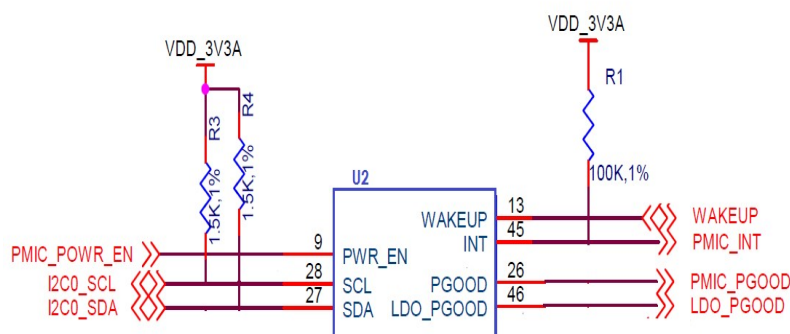 VDD_3V3A
VDD_3V3A
R3
1.5K,1%
R4
1.5K,1%
R1
100K,1%
U2
PMIC_POWR_EN
9
PWR_EN
I2C0_SCL
28
SCL
I2C0_SDA
27
SDA
WAKEUP
13
WAKEUP
INT
45
PMIC_INT
PGOOD
26
PMIC_PGOOD
LDO_PGOOD
46
LDO_PGOOD